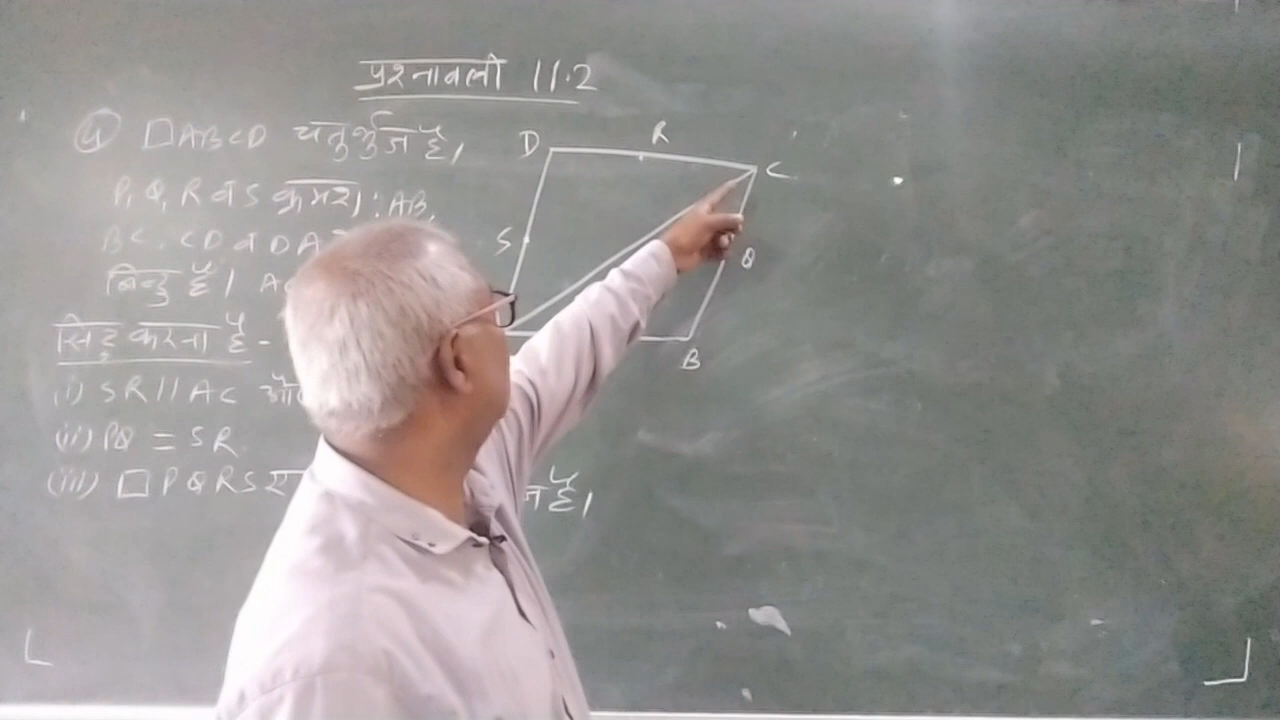 प्रश्नावली 11.2
④ □ABCD चतुर्भुज है,
P, Q, R व S क्रमश: AB,
BC, CD व DA
बिन्दु हैं। AC
सिद्ध करना है -
(i) SR || AC
(ii) PQ = SR
(iii) □PQRS है।
D R C
S Q
B